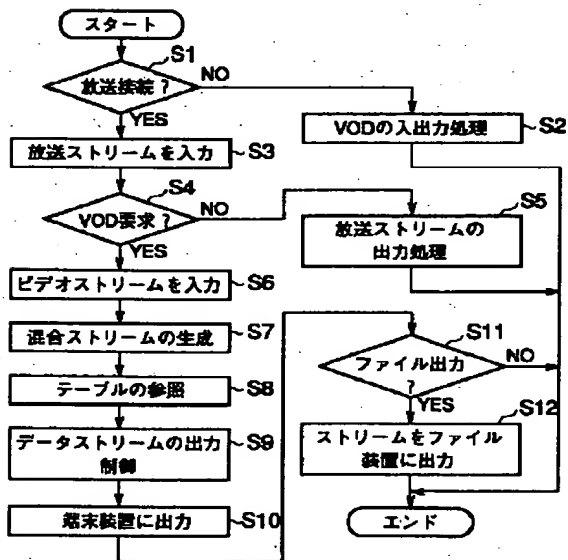 スタート
S1
放送接続?
NO
YES
VODの入出力処理
S2
放送ストリームを入力
S3
S4
VOD要求?
NO
YES
S5
放送ストリームの
出力処理
ビデオストリームを入力
S6
混合ストリームの生成
S7
テーブルの参照
S8
データストリームの出力
制御
S9
端末装置に出力
S10
S11
ファイル出力
?
NO
YES
S12
ストリームをファイル
装置に出力
エンド